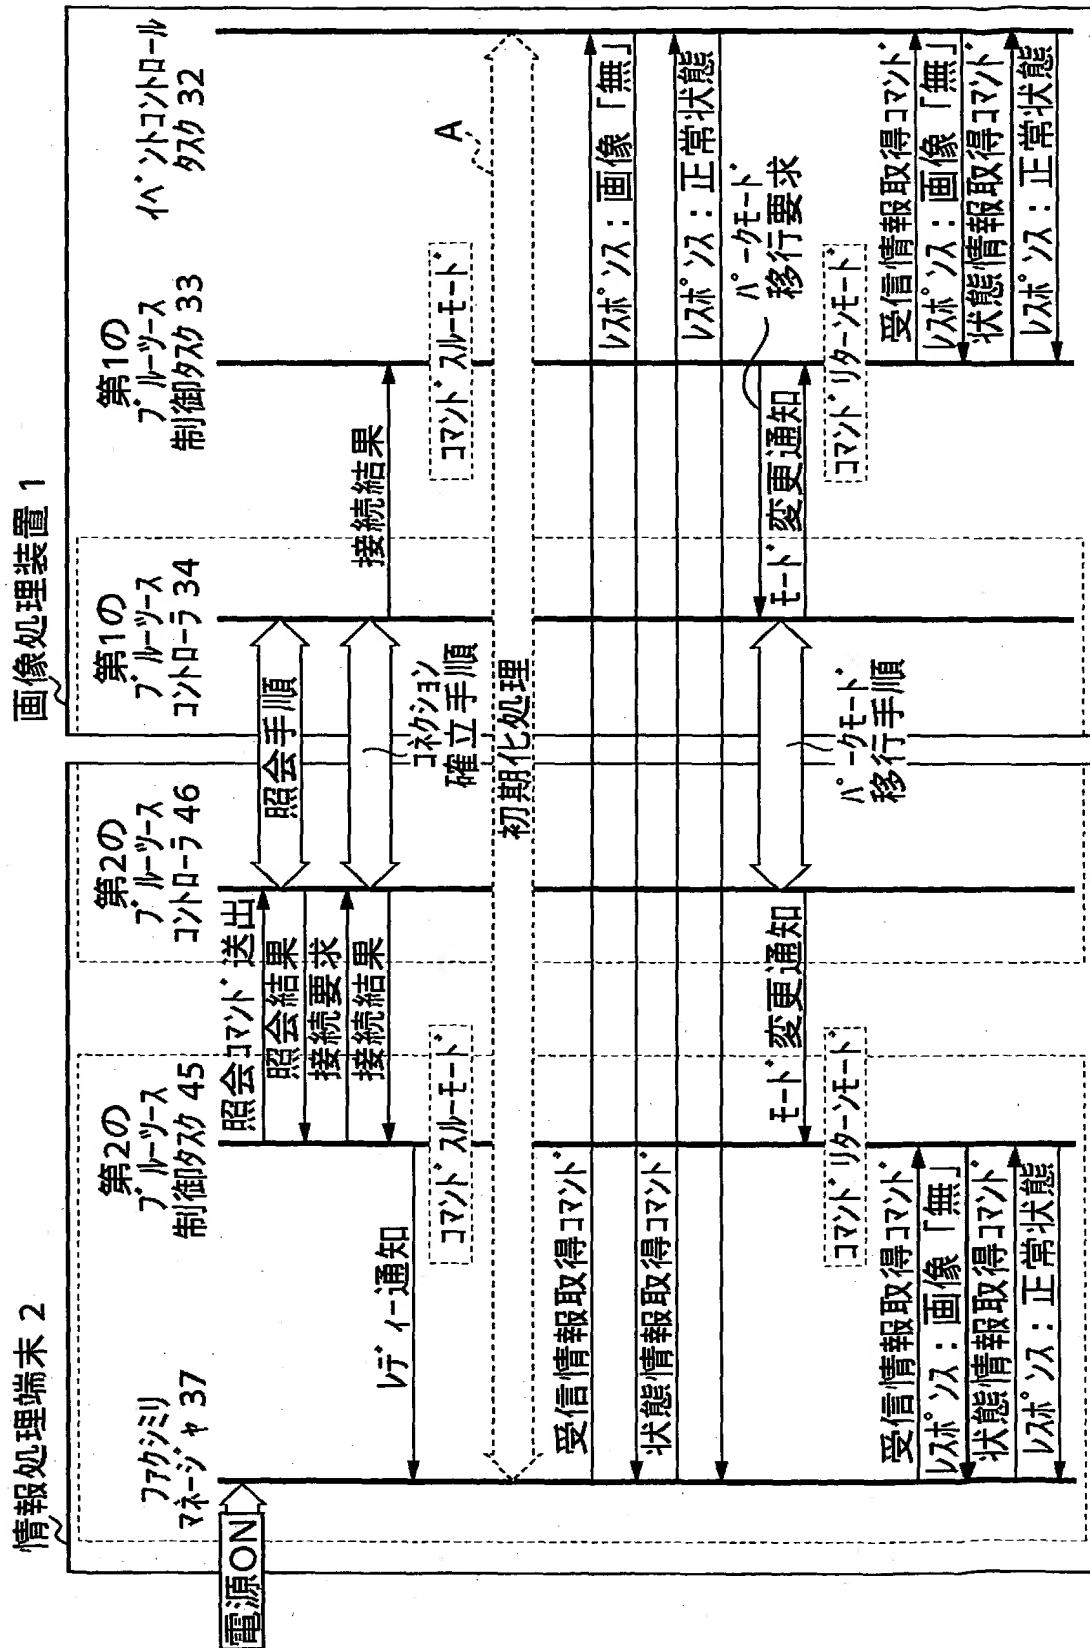 情報処理端末 2
画像処理装置 1
ファクシミリ
マネージャ 37
第2の
ブルーツース
制御タスク 45
第2の
ブルーツース
コントローラ 46
第1の
ブルーツース
コントローラ 34
第1の
ブルーツース
制御タスク 33
イベントコントロール
タスク 32
電源ON
照会コマンド送出
照会手順
照会結果
接続要求
接続結果
コネクション
確立手順
接続結果
レディー通知
コマンドスルーモード
コマンドスルーモード
A
初期化処理
受信情報取得コマンド
レスポンス：画像「無」
状態情報取得コマンド
レスポンス：正常状態
パークモード
移行要求
モード変更通知
パークモード
移行手順
モード変更通知
コマンドリターンモード
コマンドリターンモード
受信情報取得コマンド
レスポンス：画像「無」
状態情報取得コマンド
レスポンス：正常状態
受信情報取得コマンド
レスポンス：画像「無」
状態情報取得コマンド
レスポンス：正常状態